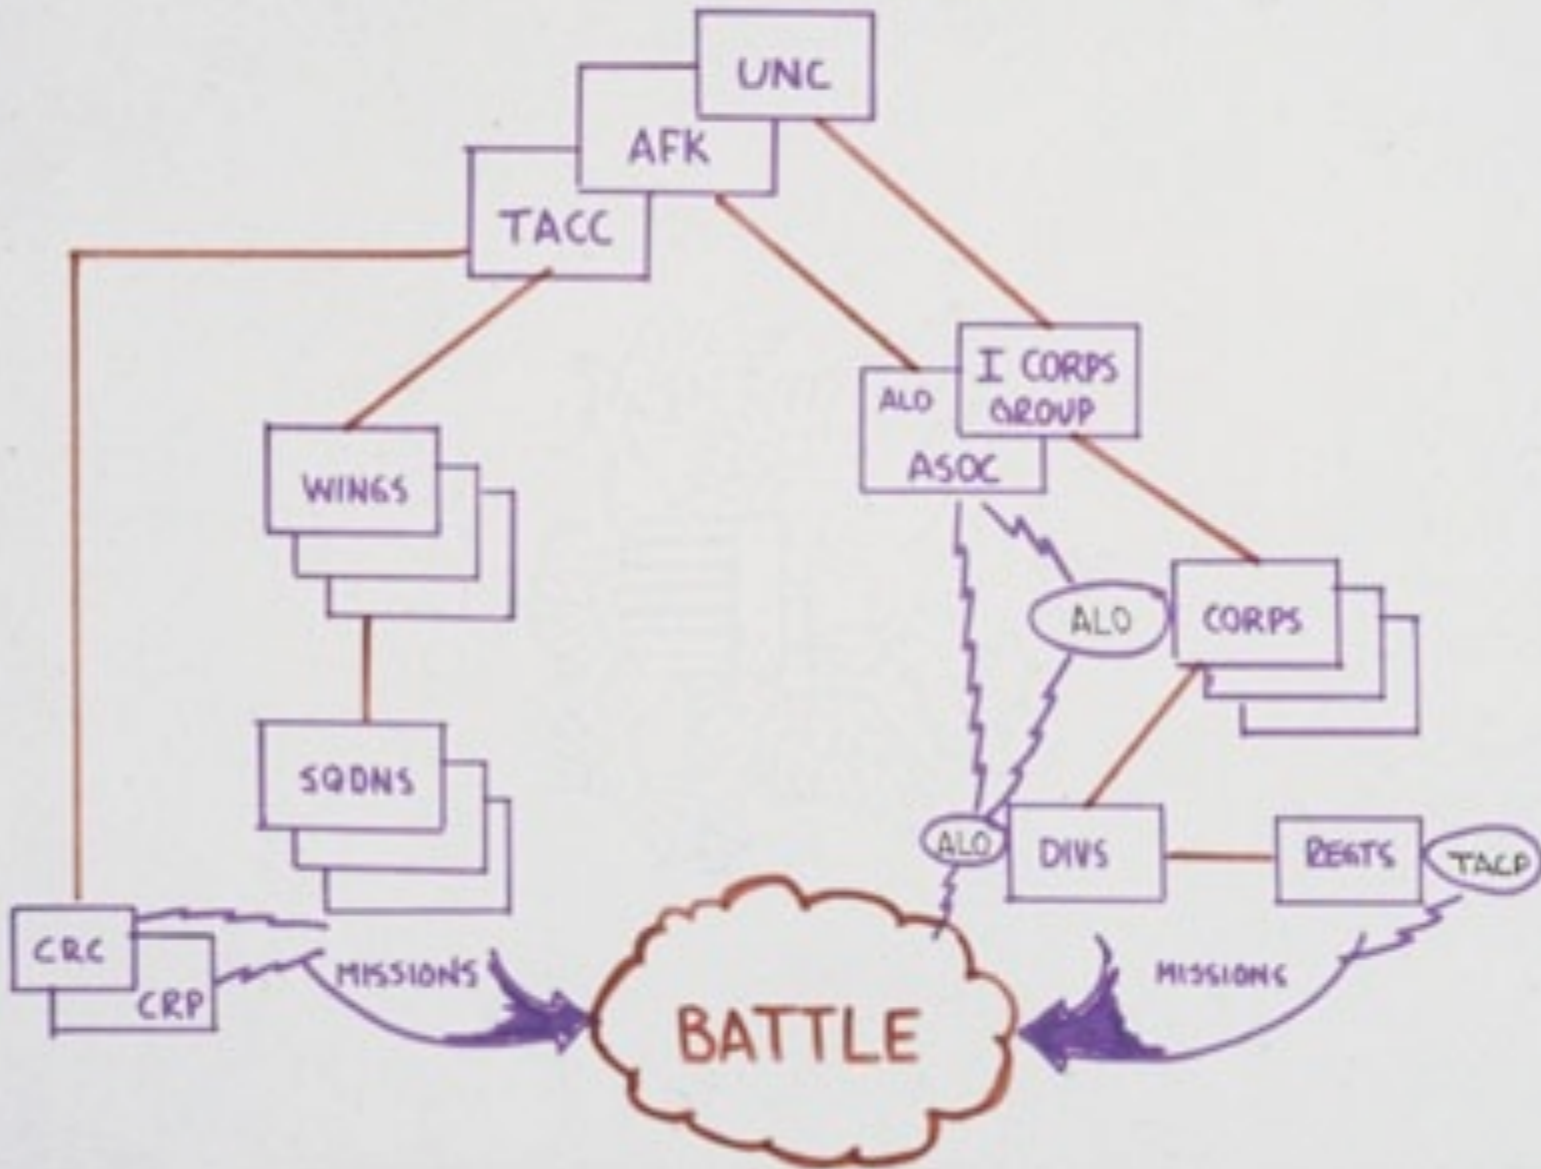 UNC
AFK
TACC
I CORPS
GROUP
ALO
ASOC
WINGS
ALO
CORPS
SQDNS
ALO
DIVS
REGTS
TACP
CRC
CRP
MISSIONS
MISSIONS
BATTLE